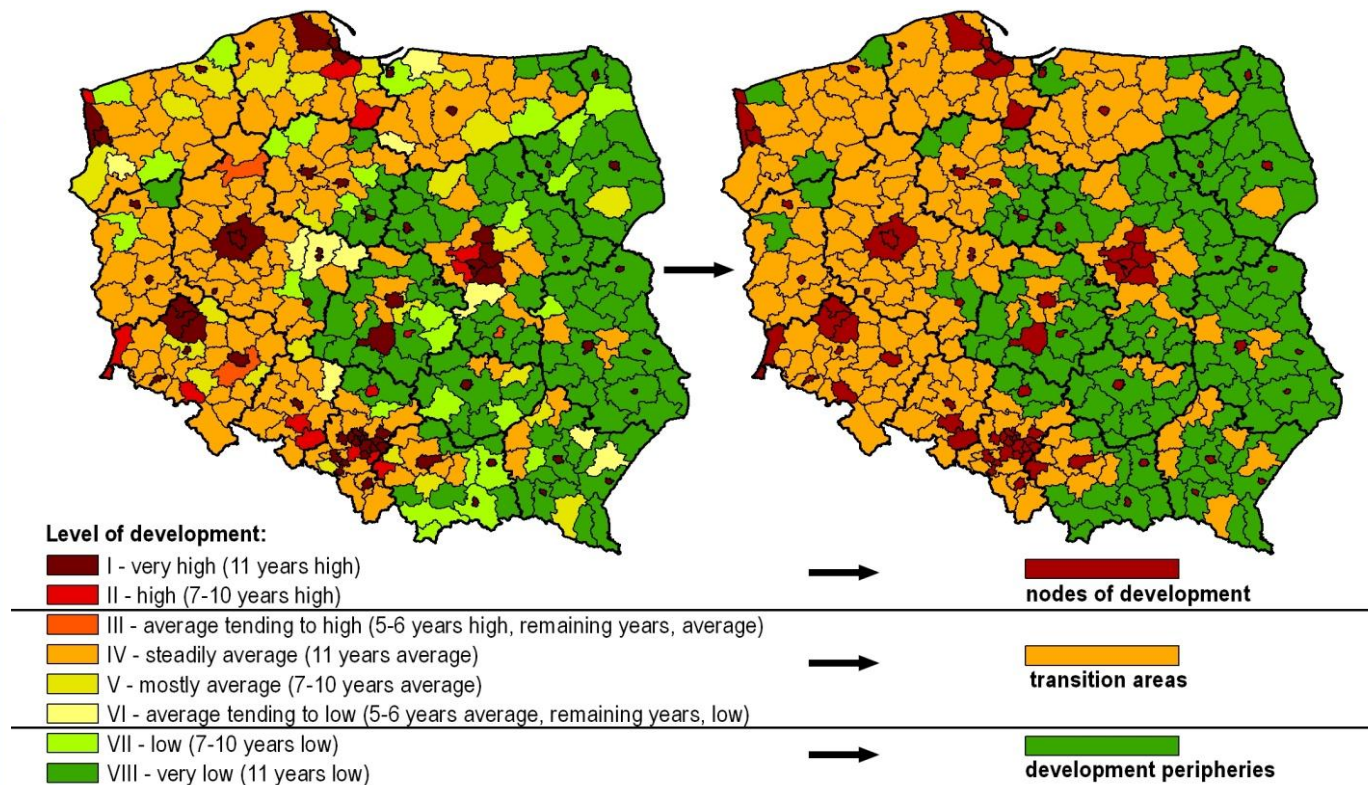 Level of development:
I - very high (11 years high)
II - high (7-10 years high)
nodes of development
III - average tending to high (5-6 years high, remaining years, average)
IV - steadily average (11 years average)
V - mostly average (7-10 years average)
transition areas
VI - average tending to low (5-6 years average, remaining years, low)
VII - low (7-10 years low)
VIII - very low (11 years low)
development peripheries